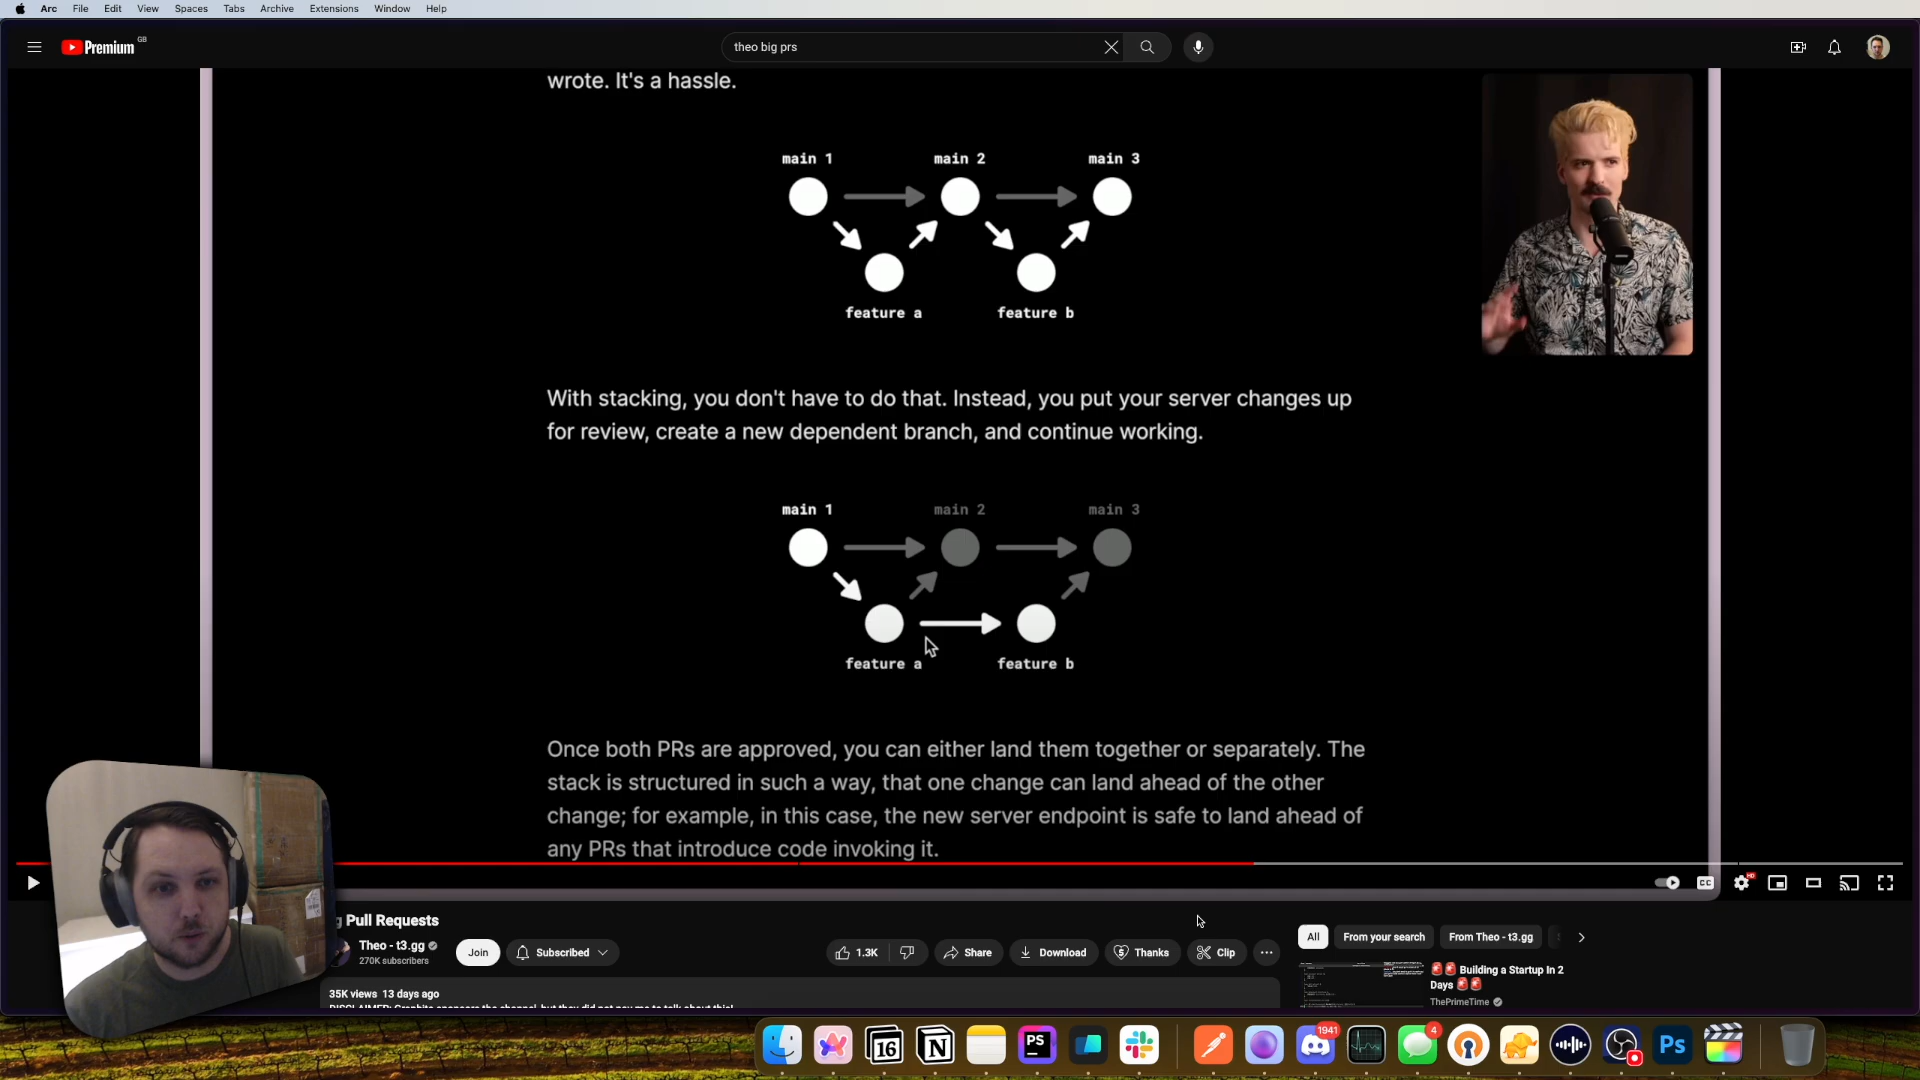 Arc File Edit View Spaces Tabs Archive Extensions Window Help
Premium GB
theo big prs
wrote. It's a hassle.
main 1 main 2 main 3
feature a feature b
With stacking, you don't have to do that. Instead, you put your server changes up
for review, create a new dependent branch, and continue working.
main 1 main 2 main 3
feature a feature b
Once both PRs are approved, you can either land them together or separately. The
stack is structured in such a way, that one change can land ahead of the other
change; for example, in this case, the new server endpoint is safe to land ahead of
any PRs that introduce code invoking it.
CC HD
Pull Requests
Theo - t3.gg
270K subscribers
Join
Subscribed
1.3K
Share
Download
Thanks
Clip
All From your search From Theo - t3.gg
35K views 13 days ago
Building a Startup In 2
Days
ThePrimeTime
16
PS
1941
4
Ps